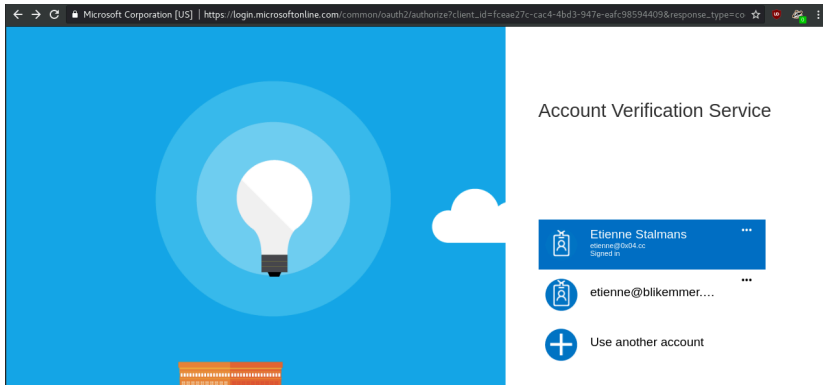 Microsoft Corporation [US] | https://login.microsoftonline.com/common/oauth2/authorize?client_id=fceae27c-cac4-4bd3-947e-eafc98594409&response_type=co
Account Verification Service
Etienne Stalmans
etienne@0x04.cc
Signed in
etienne@blikemmer....
Use another account